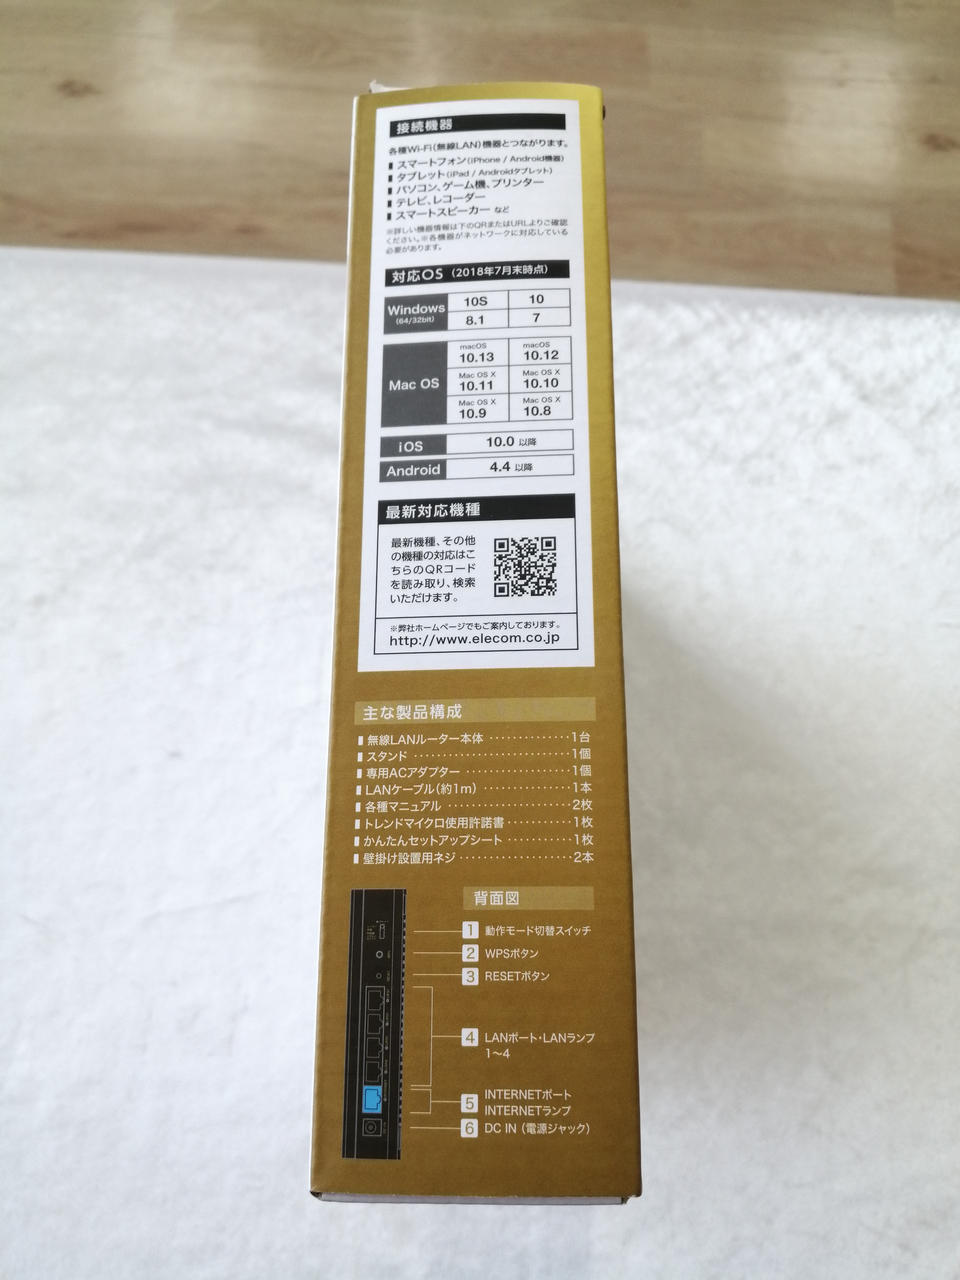 接続機器
各種Wi-Fi(無線LAN)機器とつながります。
スマートフォン(iPhone / Android機器)
タブレット(iPad / Androidタブレット)
パソコン、ゲーム機、プリンター
テレビ、レコーダー
スマートスピーカー など
※詳しい機器情報は下のQRまたはURLよりご確認
ください。※各機器がネットワークに対応している
必要があります。
対応OS (2018年7月末時点)
Windows
(64/32bit)
10S 10
8.1 7
Mac OS
macOS 10.13 macOS 10.12
Mac OS X 10.11 Mac OS X 10.10
Mac OS X 10.9 Mac OS X 10.8
iOS 10.0 以降
Android 4.4 以降
最新対応機種
最新機種、その他
の機種の対応はこ
ちらのQRコード
を読み取り、検索
いただけます。
※弊社ホームページでもご案内しております。
http://www.elecom.co.jp
主な製品構成
無線LANルーター本体 ‥‥‥‥‥‥‥1台
スタンド ‥‥‥‥‥‥‥‥‥‥‥1個
専用ACアダプター ‥‥‥‥‥‥‥‥1個
LANケーブル(約1m) ‥‥‥‥‥‥‥1本
各種マニュアル ‥‥‥‥‥‥‥‥‥2枚
トレンドマイクロ使用許諾書 ‥‥‥‥‥1枚
かんたんセットアップシート ‥‥‥‥‥1枚
壁掛け設置用ネジ ‥‥‥‥‥‥‥‥2本
背面図
1 動作モード切替スイッチ
2 WPSボタン
3 RESETボタン
4 LANポート・LANランプ
1〜4
5 INTERNETポート
INTERNETランプ
6 DC IN (電源ジャック)